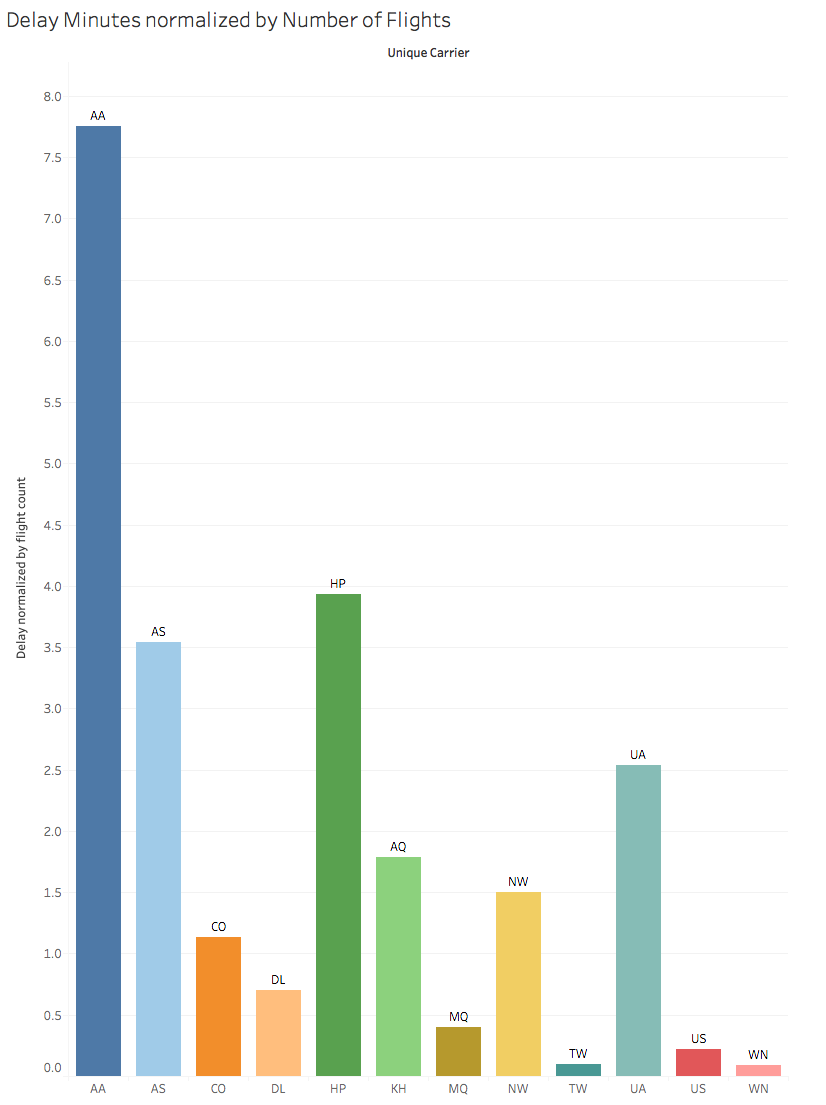 Delay Minutes normalized by Number of Flights
Unique Carrier
Delay normalized by flight count
8.0
7.5
7.0
6.5
6.0
5.5
5.0
4.5
4.0
3.5
3.0
2.5
2.0
1.5
1.0
0.5
0.0
AA
AS
CO
DL
HP
AQ
MQ
NW
TW
UA
US
WN
AA AS CO DL HP KH MQ NW TW UA US WN